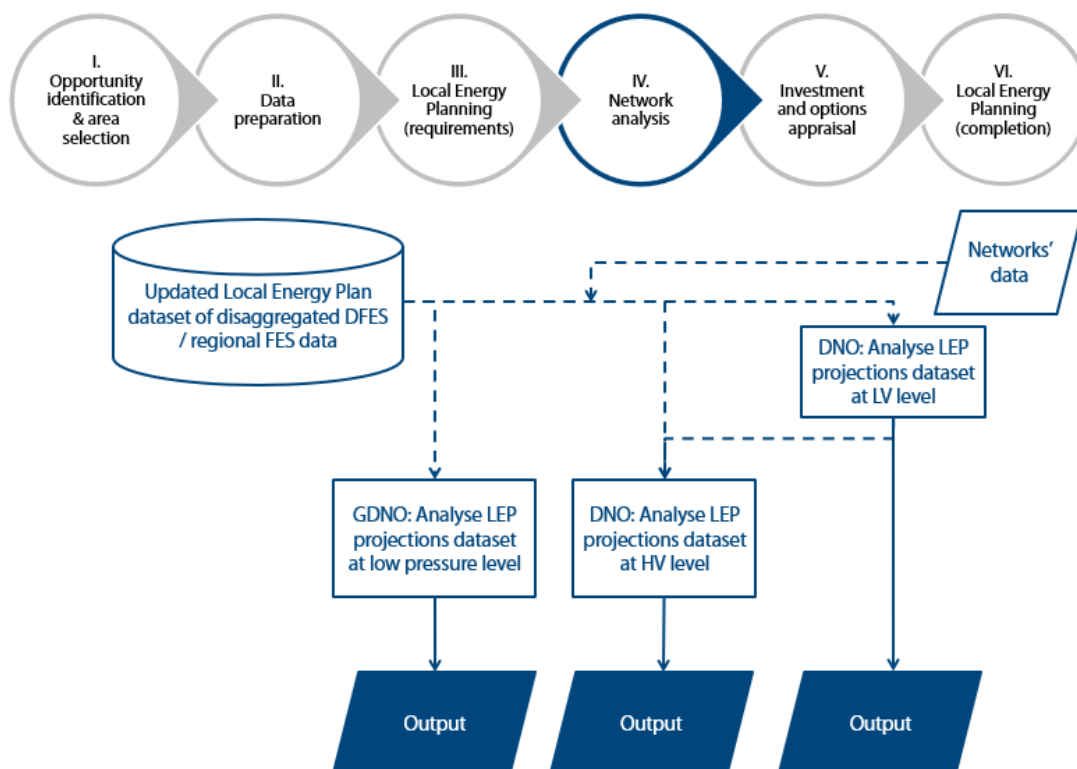 I.
Opportunity
identification
& area
selection
II.
Data
preparation
III.
Local Energy
Planning
(requirements)
IV.
Network
analysis
V.
Investment
and options
appraisal
VI.
Local Energy
Planning
(completion)
Updated Local Energy Plan
dataset of disaggregated DFES
/ regional FES data
Networks'
data
DNO: Analyse LEP
projections dataset
at LV level
GDNO: Analyse LEP
projections dataset
at low pressure level
DNO: Analyse LEP
projections dataset
at HV level
Output
Output
Output